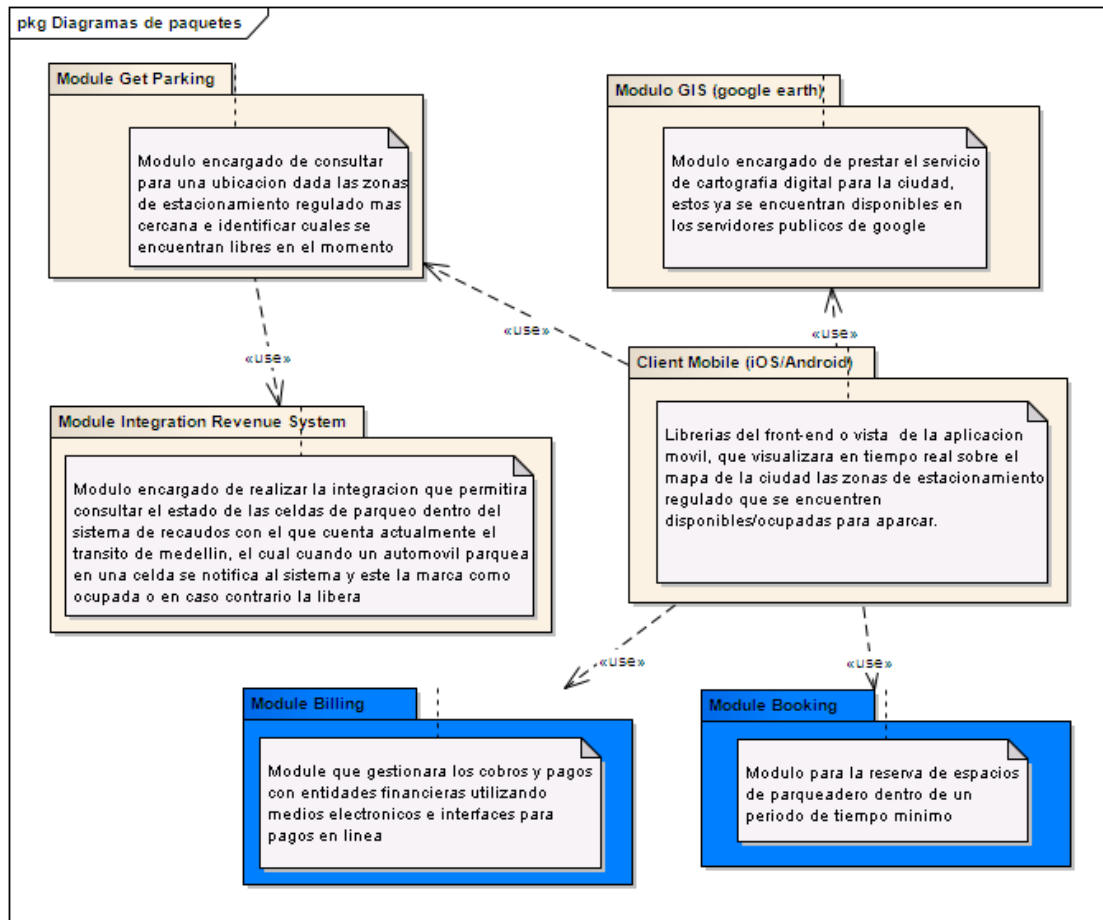 pkg Diagramas de paquetes
Module Get Parking
Modulo encargado de consultar
para una ubicacion dada las zonas
de estacionamiento regulado mas
cercana e identificar cuales se
encuentran libres en el momento
Modulo GIS (google earth)
Modulo encargado de prestar el servicio
de cartografia digital para la ciudad,
estos ya se encuentran disponibles en
los servidores publicos de google
«use»
«use»
«use»
Client Mobile (iOS/Android)
Librerias del front-end o vista de la aplicacion
movil, que visualizara en tiempo real sobre el
mapa de la ciudad las zonas de estacionamiento
regulado que se encuentren
disponibles/ocupadas para aparcar.
Module Integration Revenue System
Modulo encargado de realizar la integracion que permitira
consultar el estado de las celdas de parqueo dentro del
sistema de recaudos con el que cuenta actualmente el
transito de medellin, el cual cuando un automovil parquea
en una celda se notifica al sistema y este la marca como
ocupada o en caso contrario la libera
«use»
«use»
Module Billing
Module que gestionara los cobros y pagos
con entidades financieras utilizando
medios electronicos e interfaces para
pagos en linea
Module Booking
Modulo para la reserva de espacios
de parqueadero dentro de un
periodo de tiempo minimo